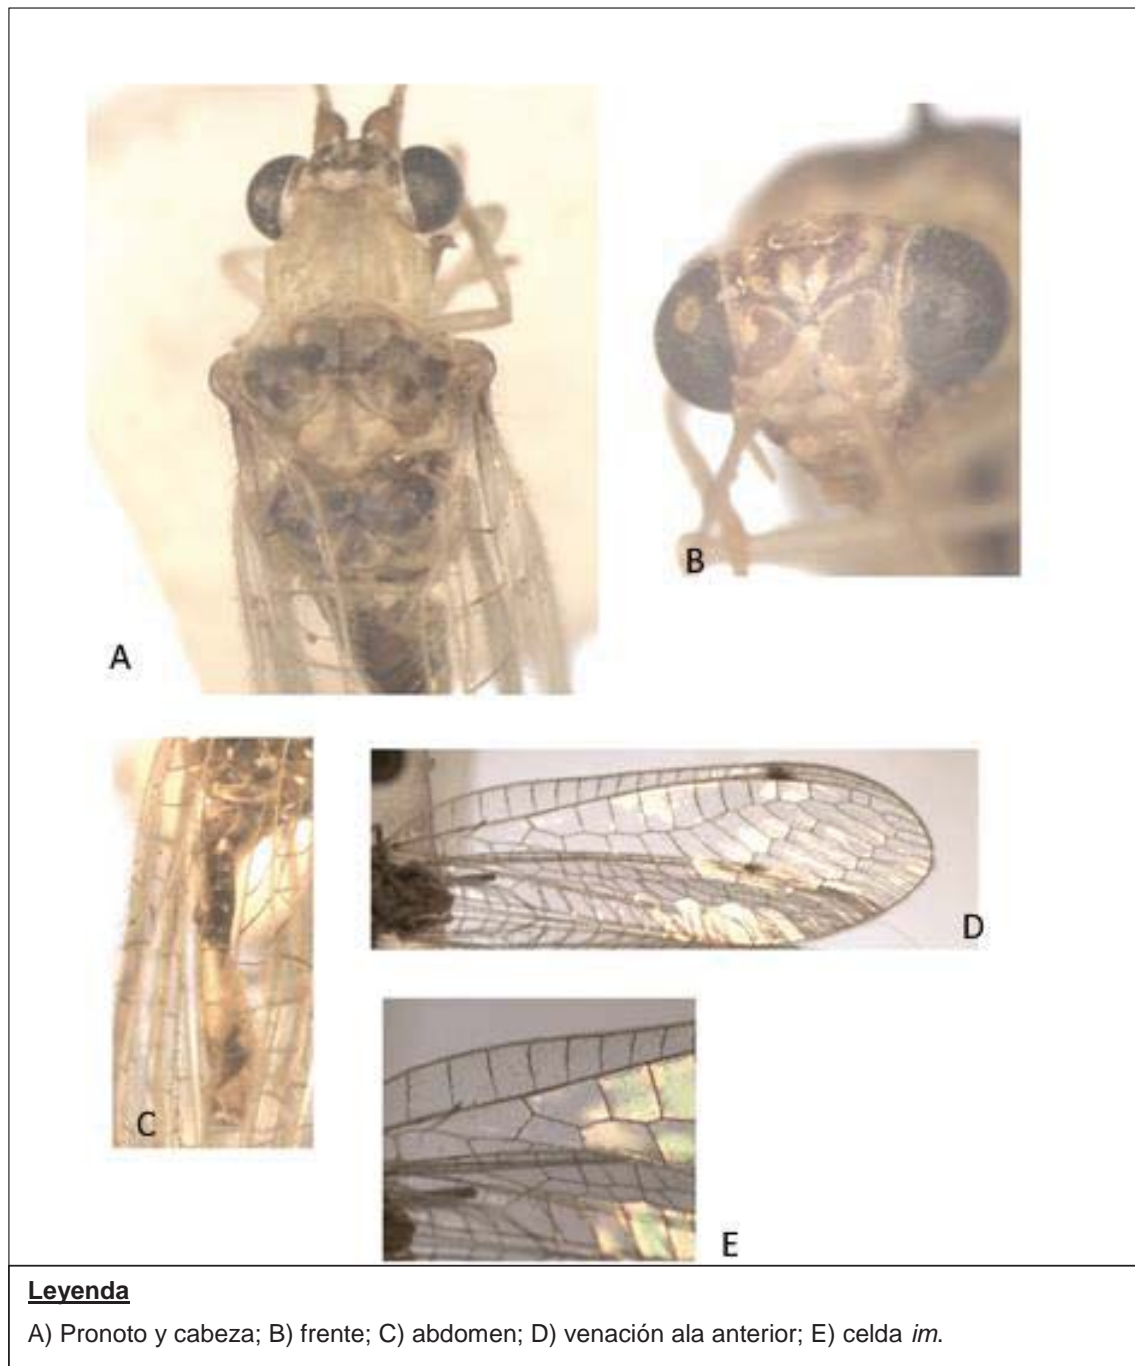 A
B
C
D
E
Leyenda
A) Pronoto y cabeza; B) frente; C) abdomen; D) venación ala anterior; E) celda im.